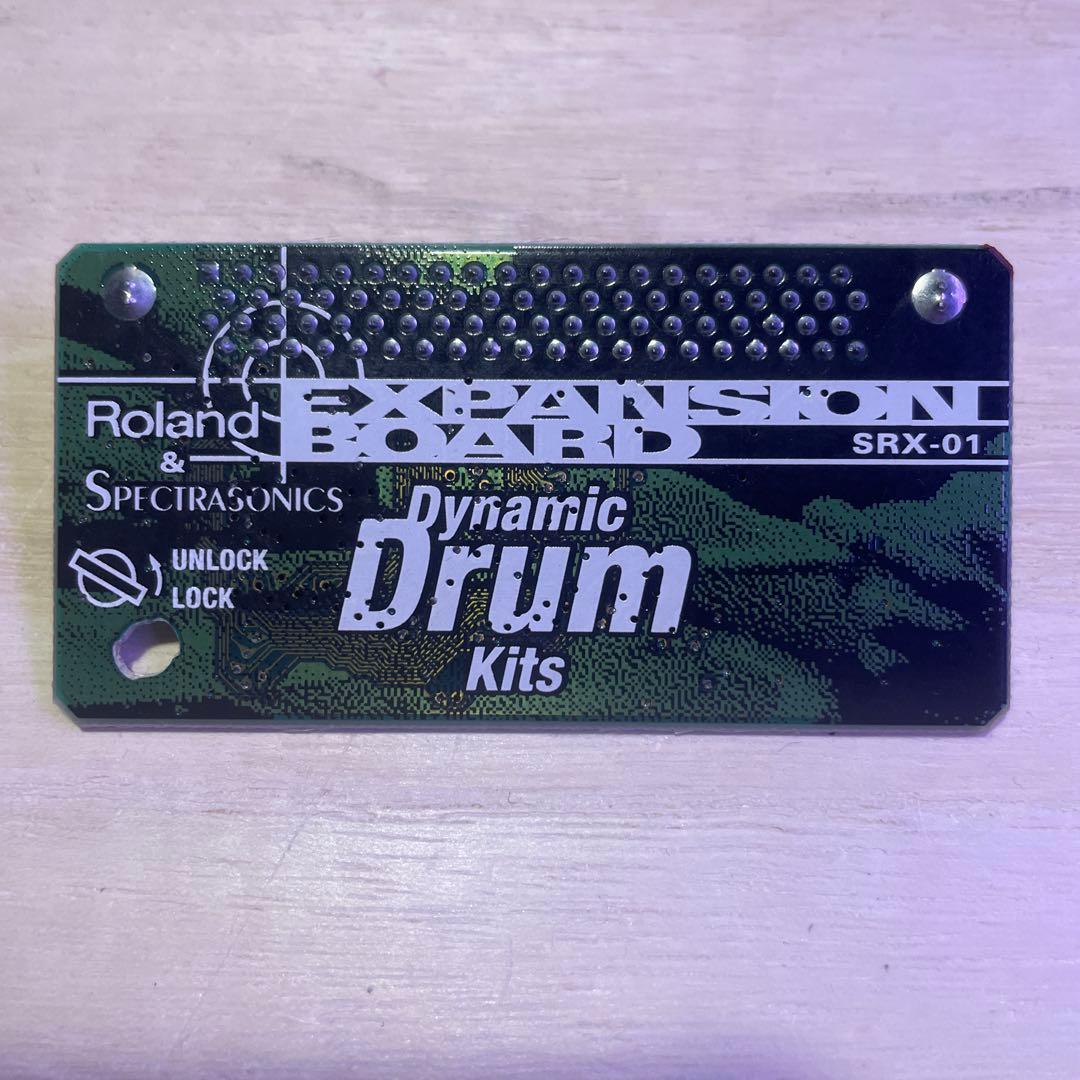 EXPANSION
BOARD
SRX-01
Roland
&
SPECTRASONICS
Dynamic
Drum
Kits
UNLOCK
LOCK